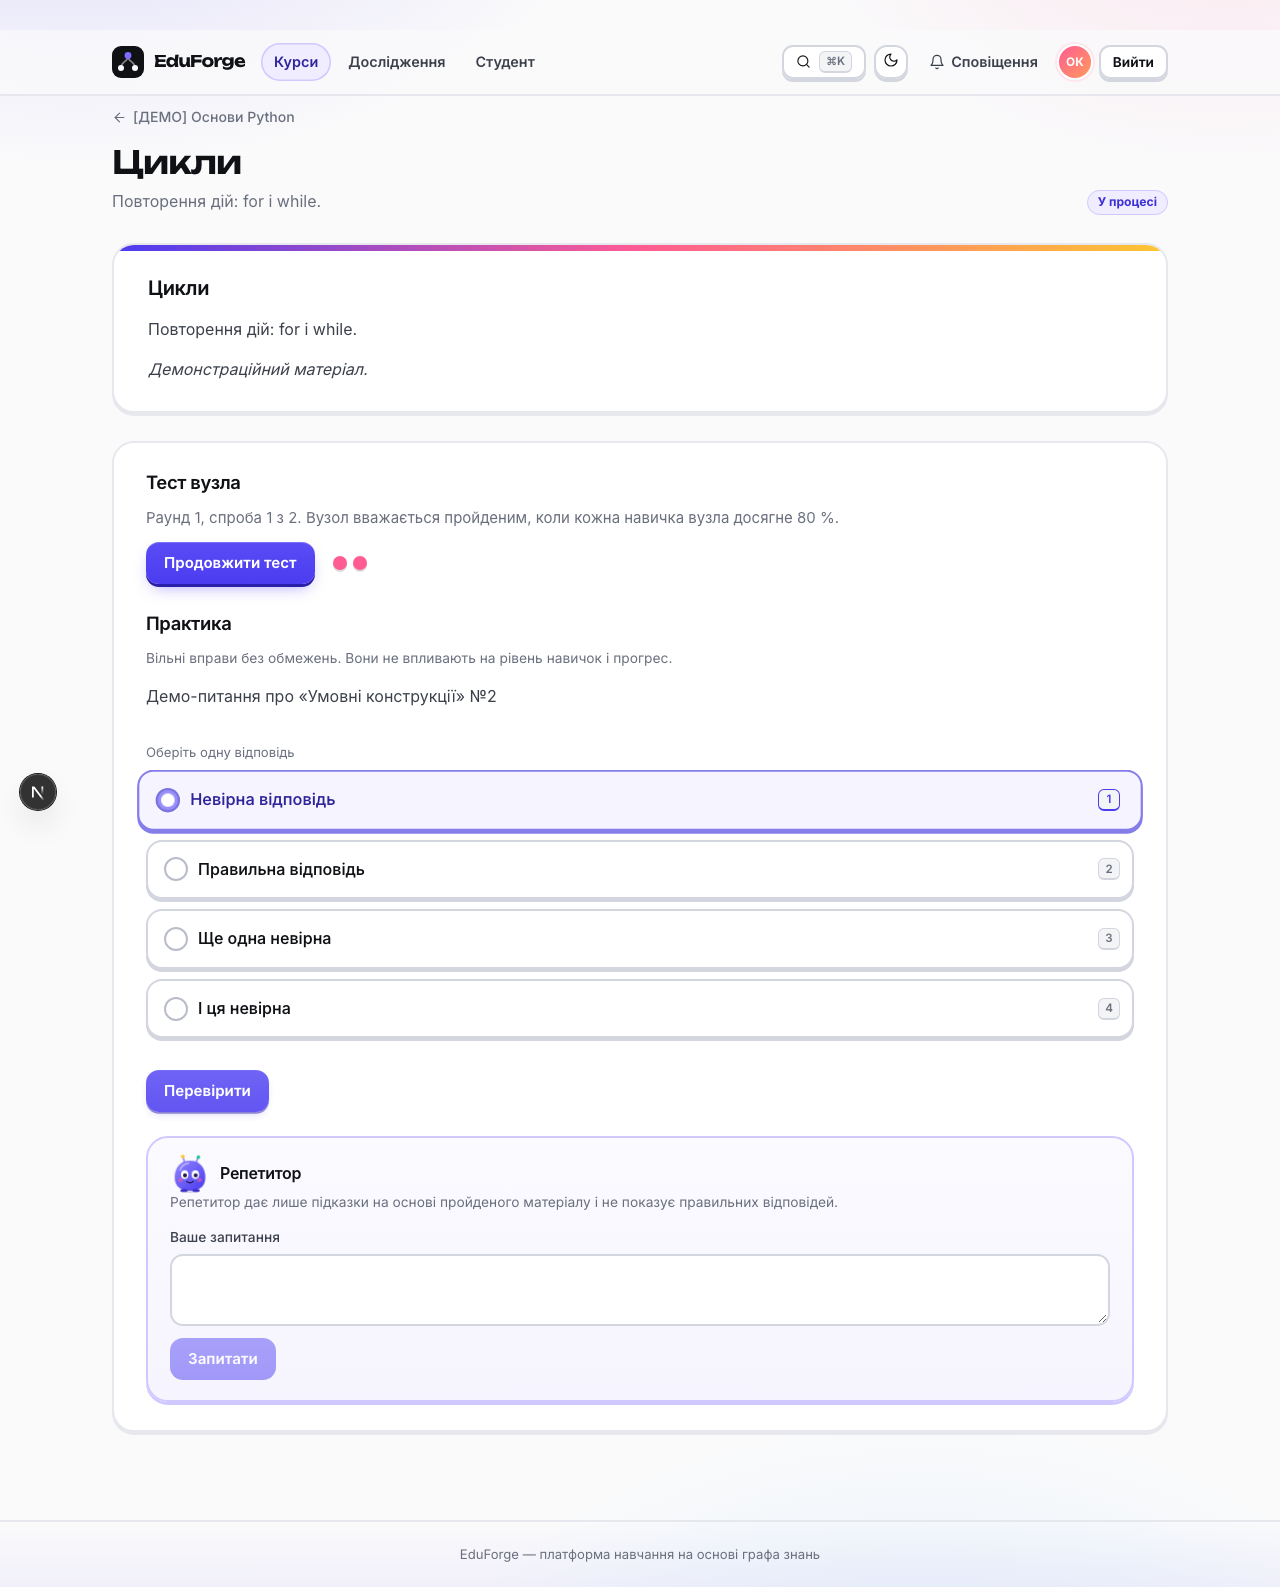 EduForge
Курси
Дослідження
Студент
⌘K
Сповіщення
ОК
Вийти
← [ДЕМО] Основи Python
Цикли
Повторення дій: for і while.
У процесі
Цикли
Повторення дій: for і while.
Демонстраційний матеріал.
Тест вузла
Раунд 1, спроба 1 з 2. Вузол вважається пройденим, коли кожна навичка вузла досягне 80 %.
Продовжити тест
Практика
Вільні вправи без обмежень. Вони не впливають на рівень навичок і прогрес.
Демо-питання про «Умовні конструкції» №2
Оберіть одну відповідь
Невірна відповідь 1
Правильна відповідь 2
Ще одна невірна 3
І ця невірна 4
Перевірити
Репетитор
Репетитор дає лише підказки на основі пройденого матеріалу і не показує правильних відповідей.
Ваше запитання
Запитати
N
EduForge — платформа навчання на основі графа знань